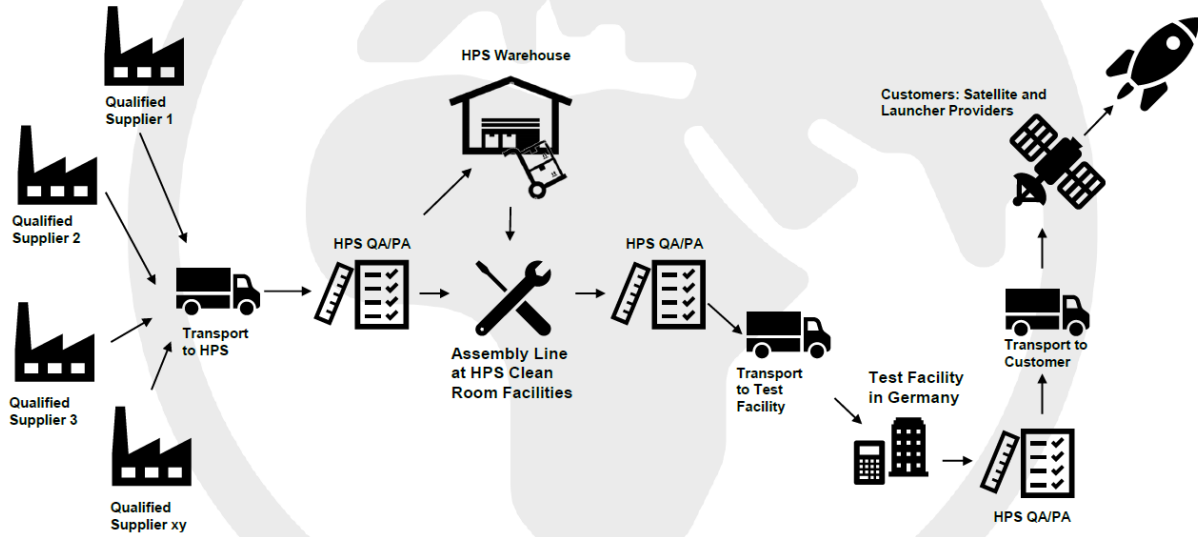 HPS Warehouse
Customers: Satellite and
Launcher Providers
Qualified
Supplier 1
Qualified
Supplier 2
HPS QA/PA
HPS QA/PA
Transport
to HPS
Assembly Line
at HPS Clean
Room Facilities
Transport
to Test
Facility
Test Facility
in Germany
Transport to
Customer
Qualified
Supplier 3
Qualified
Supplier xy
HPS QA/PA